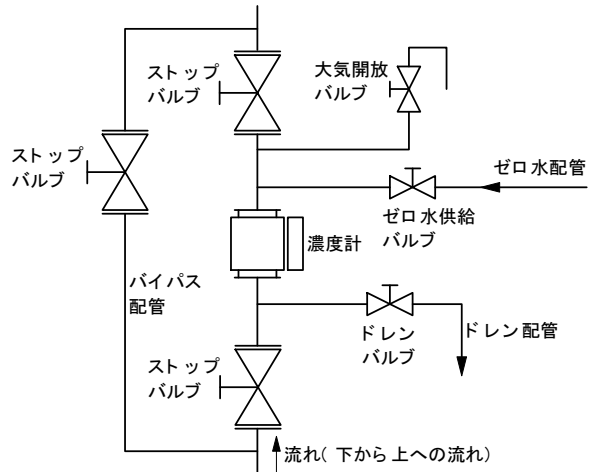 ストップ
バルブ
大気開放
バルブ
ストップ
バルブ
ゼロ水配管
ゼロ水供給
バルブ
濃度計
バイパス
配管
ドレン
バルブ
ドレン配管
ストップ
バルブ
流れ(下から上への流れ)